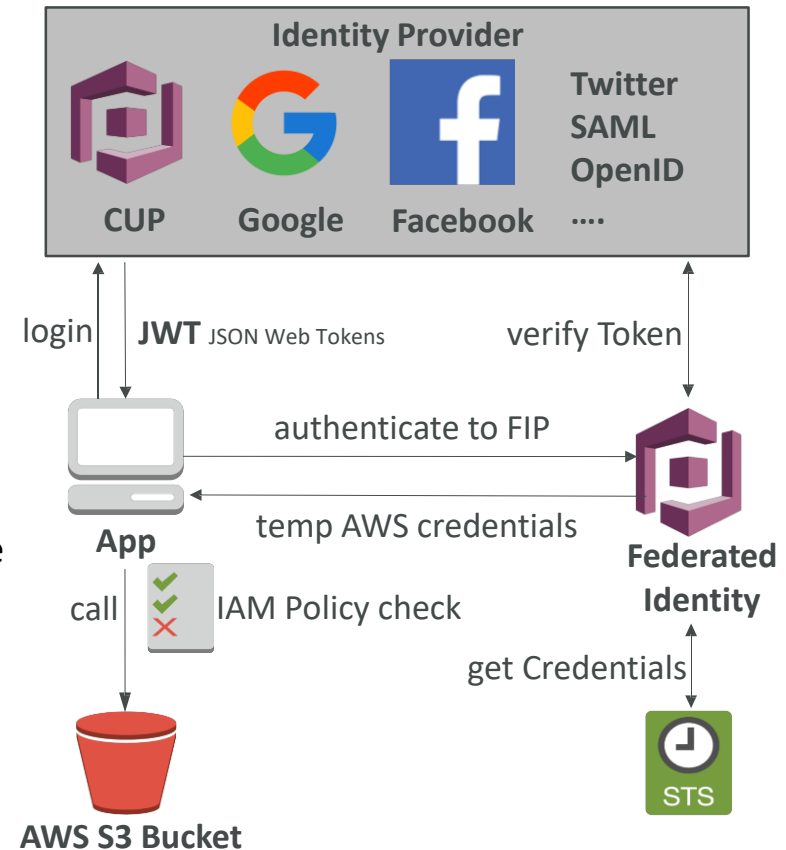 Identity Provider
Twitter
SAML
OpenID
....
CUP
Google
Facebook
login
JWT JSON Web Tokens
verify Token
authenticate to FIP
temp AWS credentials
App
e
Federated
Identity
call
IAM Policy check
get Credentials
STS
AWS S3 Bucket